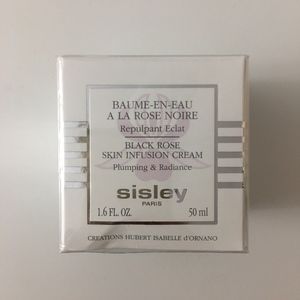 BAUME-EN-EAU
A LA ROSE NOIRE
Repulpant Eclat
BLACK ROSE
SKIN INFUSION CREAM
Plumping & Radiance
sisley
PARIS
1.6 FL. OZ. 50 ml
CREATIONS HUBERT ISABELLE d'ORNANO